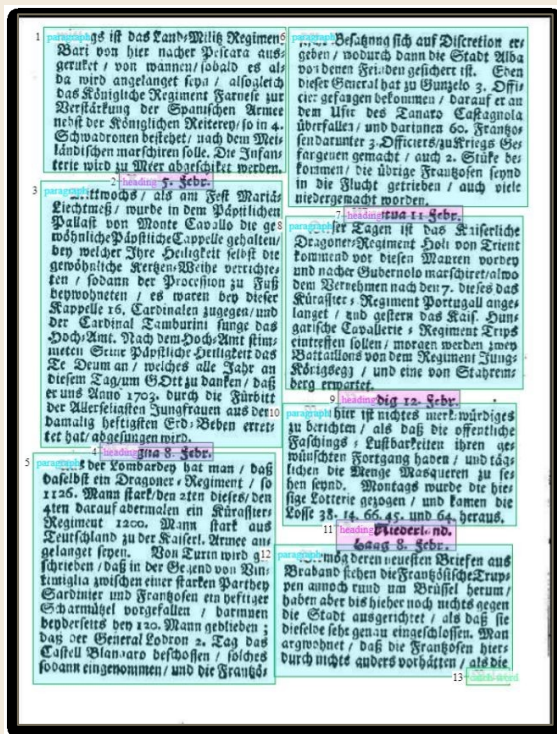 gs ist das Land-Militz Regiment
Bari von hier nacher Pescara aus-
gerucket / von wannen / sobald es al-
da wird angelanget seyn / alsogleich
das Königliche Regiment Farnese zur
Verstärkung der Spanischen Armee
nebst der Königlichen Reiterey / so in 4.
Schwadronen bestehet / nach dem Mei-
ländischen marschiren solle. Die Infan-
terie wird zu Meer abgeschicket werden.
5. Febr.
Mittwochs / als am Fest Mariä
Liechtmeß / wurde in dem Päpstlichen
Pallast von Monte Cavallo die ge-
wöhnliche Päpstliche Cappelle gehalten /
bey welcher Ihre Heiligkeit selbst die
gewöhnliche Kertzen-Weihe verrichte-
ten / sodann der Procession zu Fuß
beywohneten / es waren bey dieser
Kappelle 16. Cardinalen zugegen / und
der Cardinal Tamburini sunge das
Hoch-Amt. Nach dem Hoch-Amt stim-
meten Seine Päpstliche Heiligkeit das
Te Deum an / welches alle Jahr an
diesem Tag / um GOtt zu danken / daß
er uns Anno 1703. durch die Fürbitt
der Allerseligsten Jungfrauen aus der
damalig heftigsten Erd-Beben erret-
tet hat / abgesungen wird.
8. Febr.
der Lombardey hat man / daß
daselbst ein Dragoner-Regiment / so
1126. Mann stark / den 2ten dieses / den
4ten darauf abermalen ein Kürassier-
Regiment 1200. Mann stark aus
Teutschland zu der Kaiserl. Armee an-
gelanget seyen. Von Turin wird ge-
schrieben / daß in der Gegend von Vin-
timiglia zwischen einer starken Parthey
Sardinier und Frantzosen ein heftiger
Scharmützel vorgefallen / darinnen
beyderseits bey 120. Mann geblieben ;
daß der General Lodron 2. Tag das
Castell beschossen / solches
sodann eingenommen / und die Frantzös-
Besatzung sich auf Discretion er-
geben / wodurch dann die Stadt Alba
von denen Feinden gesichert ist. Eben
dieser General hat zu Gunzelo 3. Offi-
cier gefangen bekommen / darauf er an
dem Ufer des Tanaro Castagnola
überfallen / und darinnen 60. Frantzo-
sen darunter 3. Officiers / zu Kriegs Ge-
fangenen gemacht / auch 2. Stüke be-
kommen / die übrige Frantzosen seynd
in die Flucht getrieben / auch viele
niedergemacht worden.
11 Febr.
Tagen ist das Kaiserliche
Dragoner-Regiment Holi von Trient
kommend vor diesen Mauren vorbey
und nacher Gubernolo marschiret / alwo
dem Vernehmen nach den 7. dieses das
Kürassier-Regiment Portugall ange-
langet / und gestern das Kais. Hun-
garische Cavallerie-Regiment Trips
eintreffen sollen / morgen werden zwey
Battaillons von dem Regiment Jung-
Königsegg / und eine von Stahrem-
berg erwartet.
12. Febr.
hier ist nichts merkwürdiges
zu berichten / als daß die offentliche
Faschings-Lustbarkeiten ihren ge-
wünschten Fortgang haben / und täg-
lichen die Menge Masqueren zu se-
hen seynd. Montags wurde die hie-
sige Lotterie gezogen / und kamen die
Losse 38. 14. 66. 45. und 64. heraus.
Haag 8. Febr.
Vermög deren neuesten Briefen aus
Braband stehen die Frantzösische Trup-
pen annoch rund um Brüssel herum /
haben aber bis hieher noch nichts gegen
die Stadt ausgerichtet / als daß sie
dieselbe sehr genau eingeschlossen. Man
argwohnet / daß die Frantzosen hier-
durch nichts anders vorhätten / als die